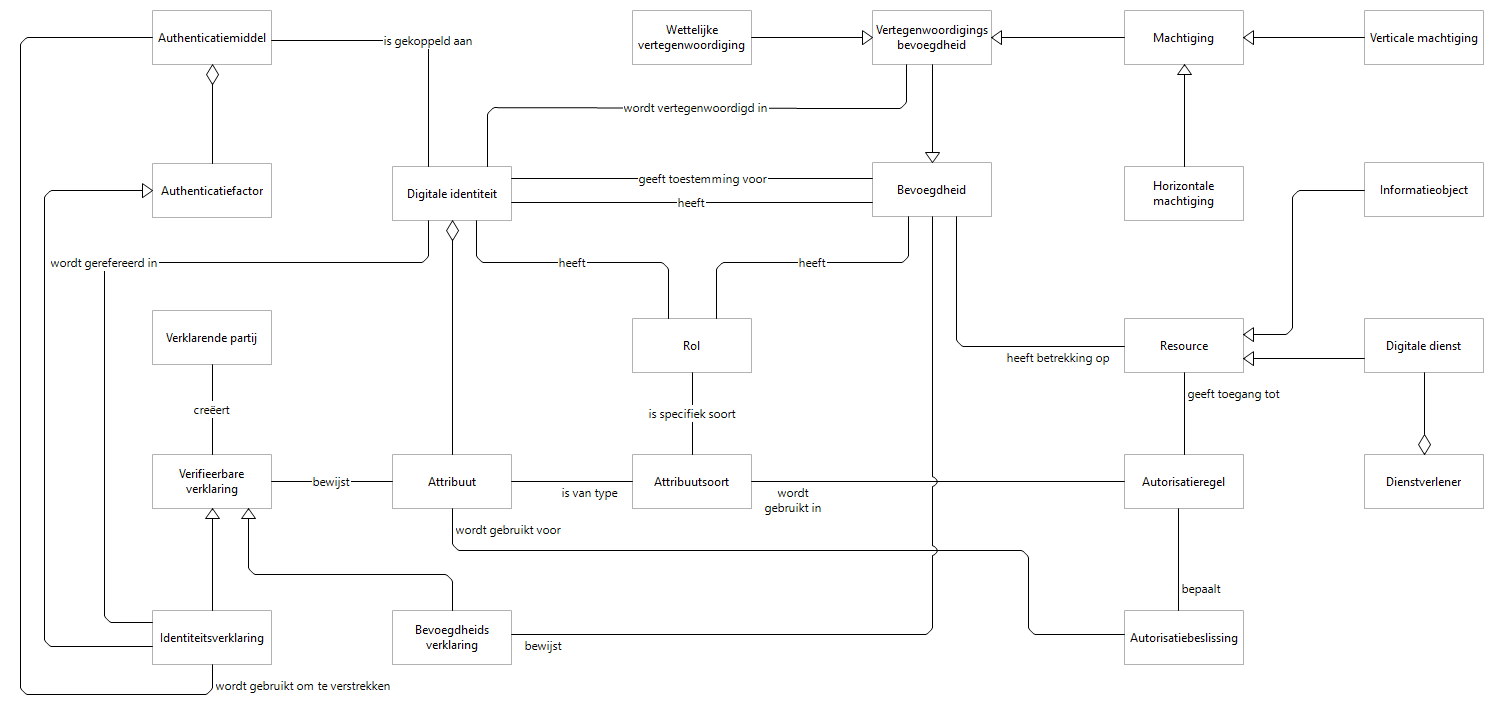 Authenticatiemiddel
is gekoppeld aan
Wettelijke
vertegenwoordiging
Vertegenwoordigings
bevoegdheid
Machtiging
Verticale machtiging
wordt vertegenwoordigd in
Authenticatiefactor
Digitale identiteit
geeft toestemming voor
heeft
Bevoegdheid
Horizontale
machtiging
Informatieobject
wordt gerefereerd in
heeft
heeft
Verklarende partij
Rol
heeft betrekking op
Resource
Digitale dienst
creëert
is specifiek soort
geeft toegang tot
Verifieerbare
verklaring
bewijst
Attribuut
is van type
Attribuutsoort
wordt
gebruikt in
Autorisatieregel
Dienstverlener
wordt gebruikt voor
bepaalt
Identiteitsverklaring
Bevoegdheids
verklaring
bewijst
Autorisatiebeslissing
wordt gebruikt om te verstrekken